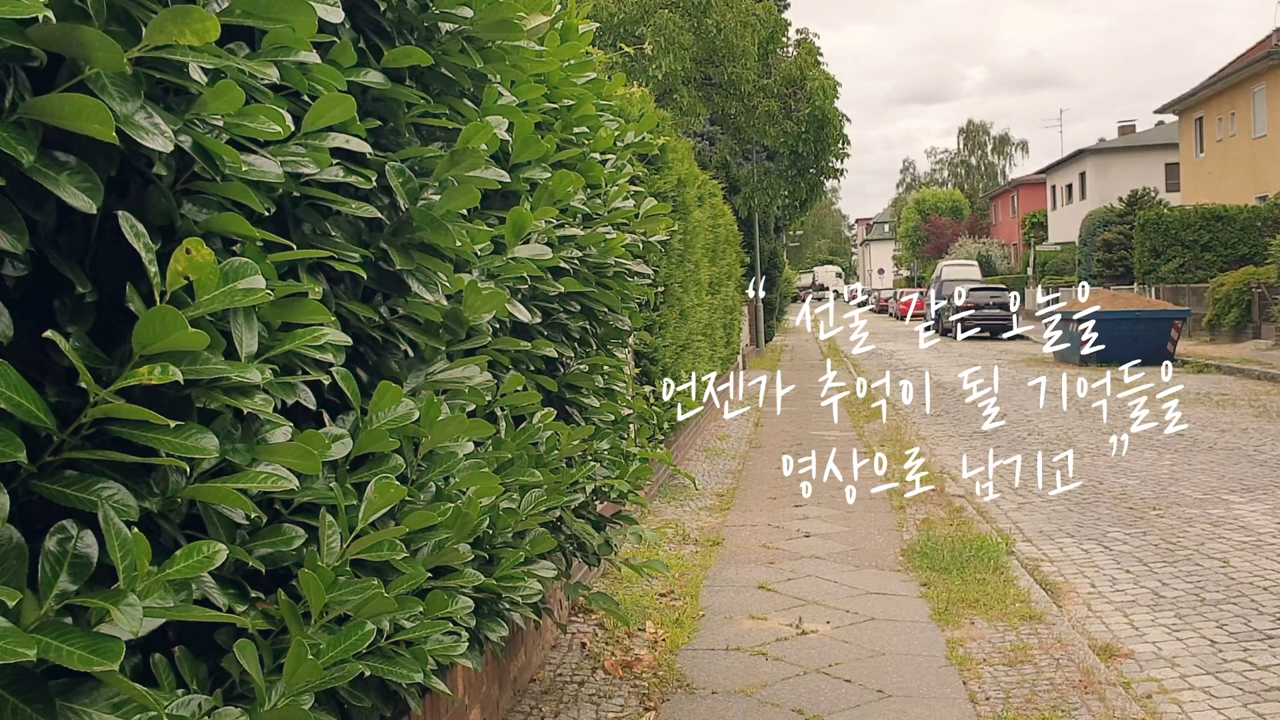 “ 선물 같은 오늘을
언젠가 추억이 될 기억들을
영상으로 남기고 ”